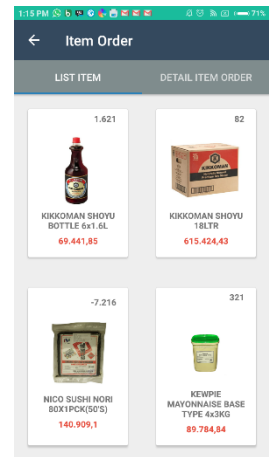 1:15 PM
71%
Item Order
LIST ITEM
DETAIL ITEM ORDER
1.621
82
KIKKOMAN
KIKKOMAN SHOYU
BOTTLE 6x1.6L
69.441,85
KIKKOMAN SHOYU
18LTR
615.424,43
-7.216
321
NICO SUSHI NORI
80X1PCK(50'S)
140.909,1
KEWPIE
MAYONNAISE BASE
TYPE 4x3KG
89.784,84